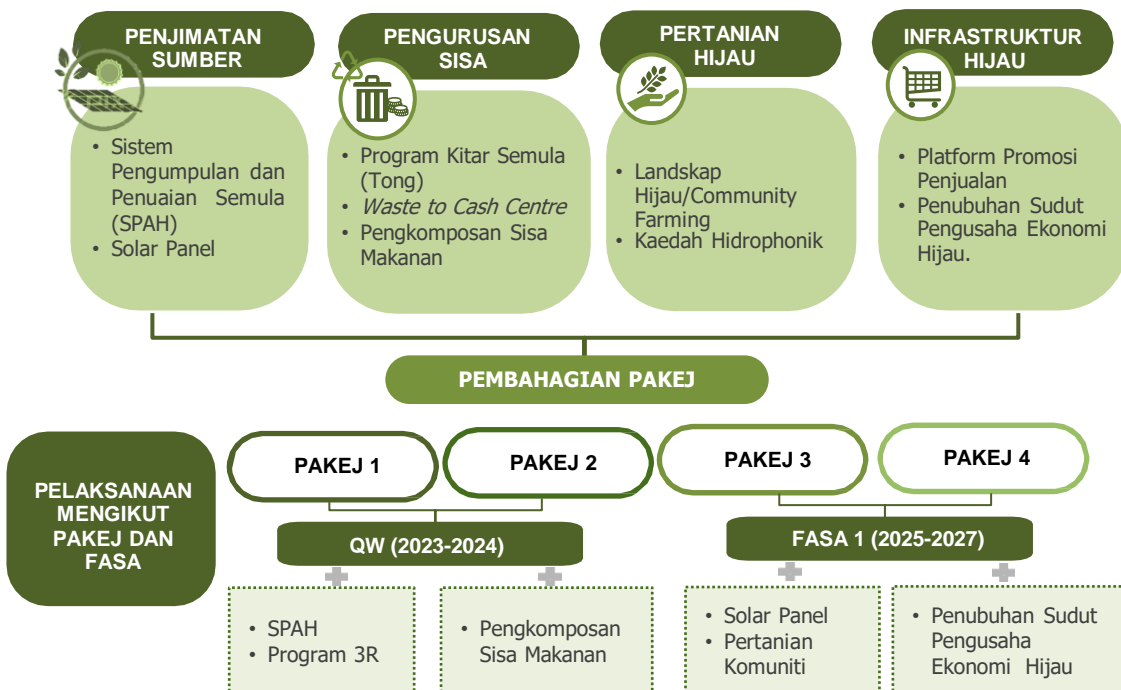 PENJIMATAN
SUMBER
PENGURUSAN
SISA
PERTANIAN
HIJAU
INFRASTRUKTUR
HIJAU
• Sistem
Pengumpulan dan
Penuaian Semula
(SPAH)
• Solar Panel
• Program Kitar Semula
(Tong)
• Waste to Cash Centre
• Pengkomposan Sisa
Makanan
• Landskap
Hijau/Community
Farming
• Kaedah Hidrophonik
• Platform Promosi
Penjualan
• Penubuhan Sudut
Pengusaha Ekonomi
Hijau.
PEMBAHAGIAN PAKEJ
PELAKSANAAN
MENGIKUT
PAKEJ DAN
FASA
PAKEJ 1
PAKEJ 2
PAKEJ 3
PAKEJ 4
QW (2023-2024)
FASA 1 (2025-2027)
• SPAH
• Program 3R
• Pengkomposan
Sisa Makanan
• Solar Panel
• Pertanian
Komuniti
• Penubuhan Sudut
Pengusaha
Ekonomi Hijau